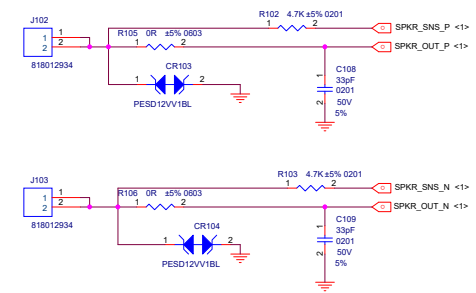 R102 4.7K ±5% 0201
1 2 SPKR_SNS_P <1>
J102
1 1
2 2
818012934
R105 0R ±5% 0603
1 2 SPKR_OUT_P <1>
CR103
1 2
PESD12VV1BL
1
C108
33pF
0201
2 50V
5%
R103 4.7K ±5% 0201
1 2 SPKR_SNS_N <1>
J103
1 1
2 2
818012934
R106 0R ±5% 0603
1 2 SPKR_OUT_N <1>
CR104
1 2
PESD12VV1BL
1
C109
33pF
0201
2 50V
5%